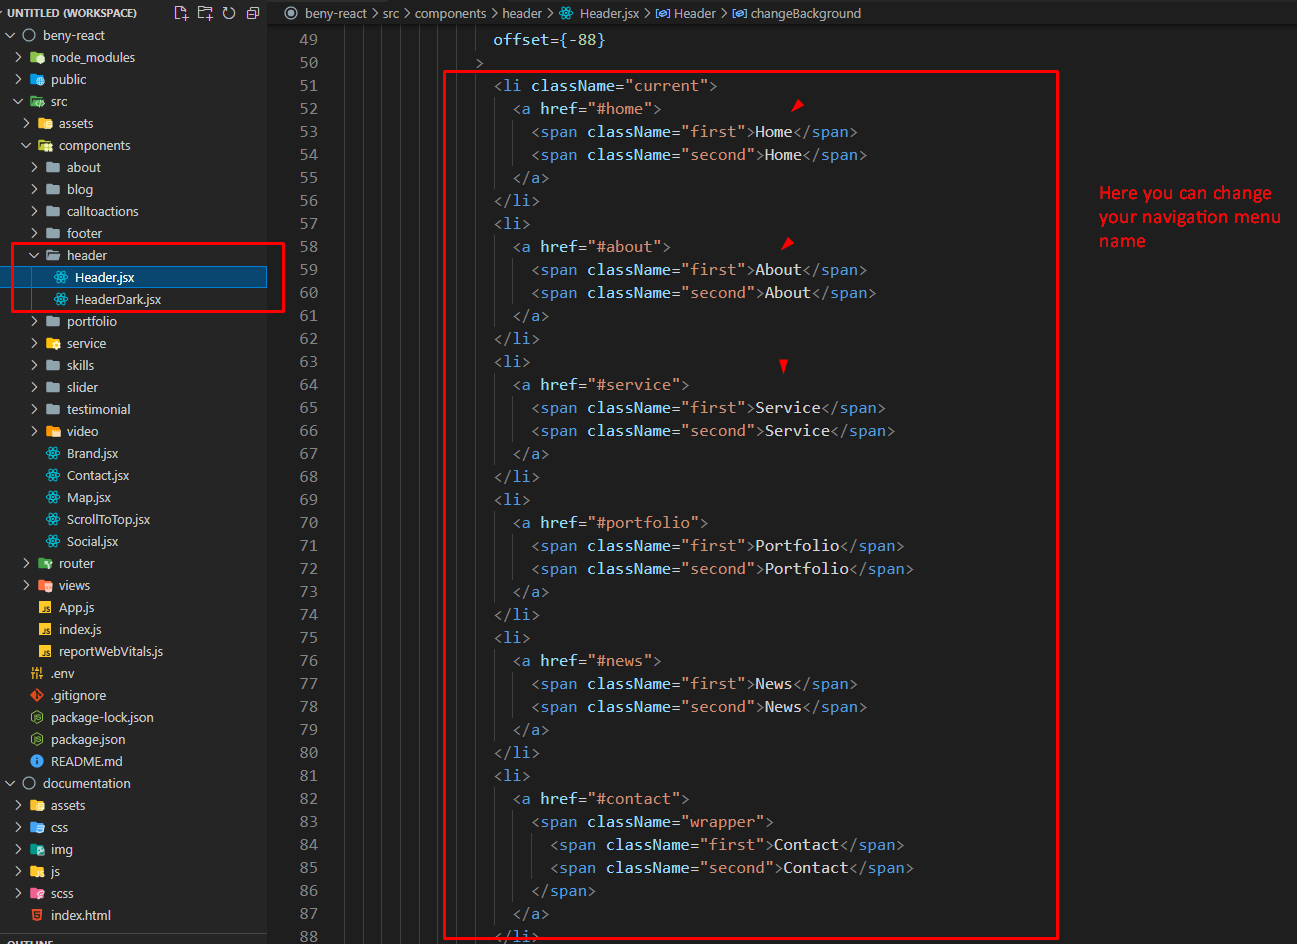 UNTITLED (WORKSPACE)
beny-react
node_modules
public
src
assets
components
about
blog
calltoactions
footer
header
Header.jsx
HeaderDark.jsx
portfolio
service
skills
slider
testimonial
video
Brand.jsx
Contact.jsx
Map.jsx
ScrollToTop.jsx
Social.jsx
router
views
App.js
index.js
reportWebVitals.js
.env
.gitignore
package-lock.json
package.json
README.md
documentation
assets
css
img
js
scss
index.html
OUTLINE
beny-react > src > components > header > Header.jsx > Header > changeBackground
49 offset={-88}
50 >
51 <li className="current">
52 <a href="#home">
53 <span className="first">Home</span>
54 <span className="second">Home</span>
55 </a>
56 </li>
57 <li>
58 <a href="#about">
59 <span className="first">About</span>
60 <span className="second">About</span>
61 </a>
62 </li>
63 <li>
64 <a href="#service">
65 <span className="first">Service</span>
66 <span className="second">Service</span>
67 </a>
68 </li>
69 <li>
70 <a href="#portfolio">
71 <span className="first">Portfolio</span>
72 <span className="second">Portfolio</span>
73 </a>
74 </li>
75 <li>
76 <a href="#news">
77 <span className="first">News</span>
78 <span className="second">News</span>
79 </a>
80 </li>
81 <li>
82 <a href="#contact">
83 <span className="wrapper">
84 <span className="first">Contact</span>
85 <span className="second">Contact</span>
86 </span>
87 </a>
88 </li>
Here you can change
your navigation menu
name